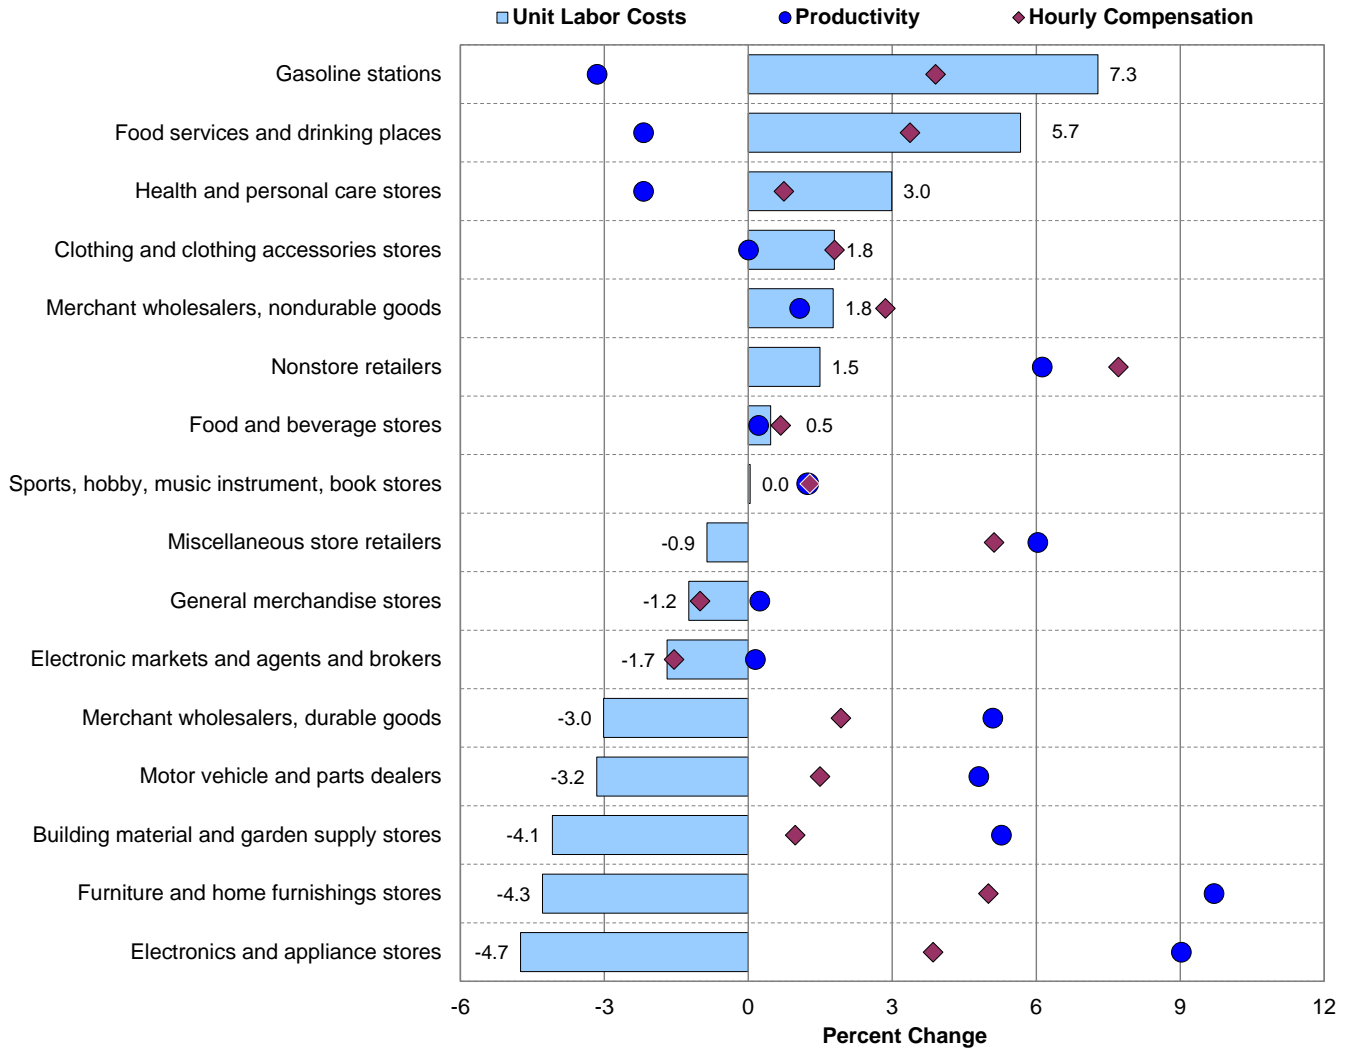 Unit Labor Costs Productivity Hourly Compensation
Gasoline stations 7.3
Food services and drinking places 5.7
Health and personal care stores 3.0
Clothing and clothing accessories stores 1.8
Merchant wholesalers, nondurable goods 1.8
Nonstore retailers 1.5
Food and beverage stores 0.5
Sports, hobby, music instrument, book stores 0.0
Miscellaneous store retailers -0.9
General merchandise stores -1.2
Electronic markets and agents and brokers -1.7
Merchant wholesalers, durable goods -3.0
Motor vehicle and parts dealers -3.2
Building material and garden supply stores -4.1
Furniture and home furnishings stores -4.3
Electronics and appliance stores -4.7
-6 -3 0 3 6 9 12
Percent Change